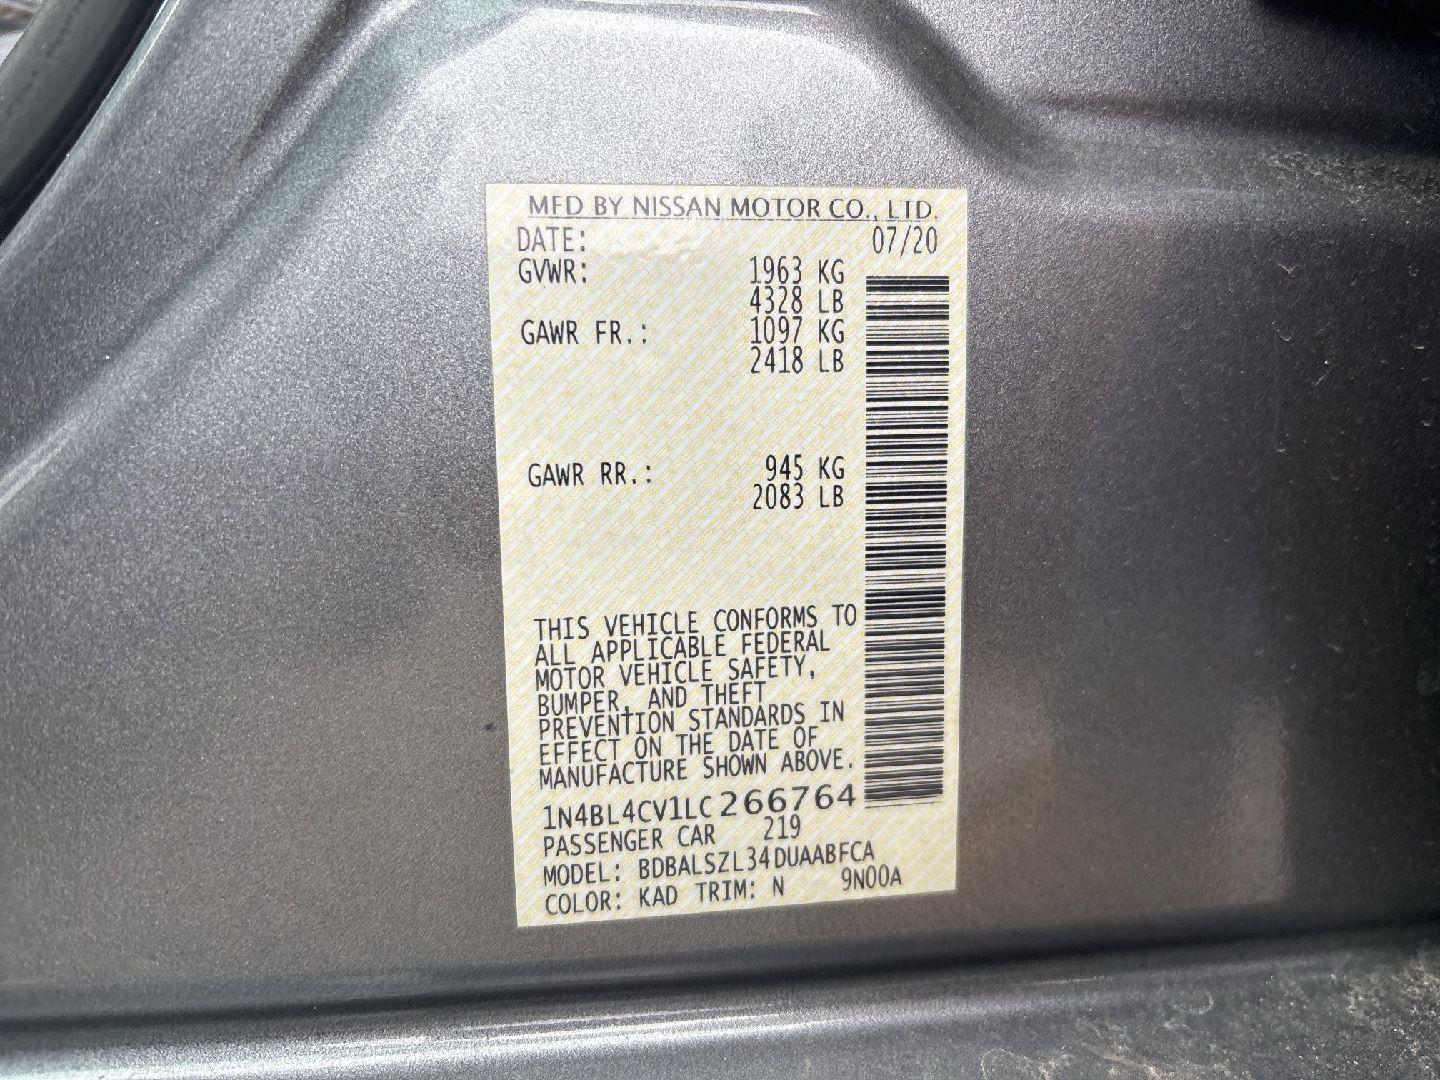 MFD BY NISSAN MOTOR CO., LTD.
DATE: 07/20
GVWR: 1963 KG
4328 LB
GAWR FR.: 1097 KG
2418 LB
GAWR RR.: 945 KG
2083 LB
THIS VEHICLE CONFORMS TO
ALL APPLICABLE FEDERAL
MOTOR VEHICLE SAFETY,
BUMPER, AND THEFT
PREVENTION STANDARDS IN
EFFECT ON THE DATE OF
MANUFACTURE SHOWN ABOVE.
1N4BL4CV1LC266764
PASSENGER CAR 219
MODEL: BDBALSZL34DUAABFCA
COLOR: KAD TRIM: N 9N00A